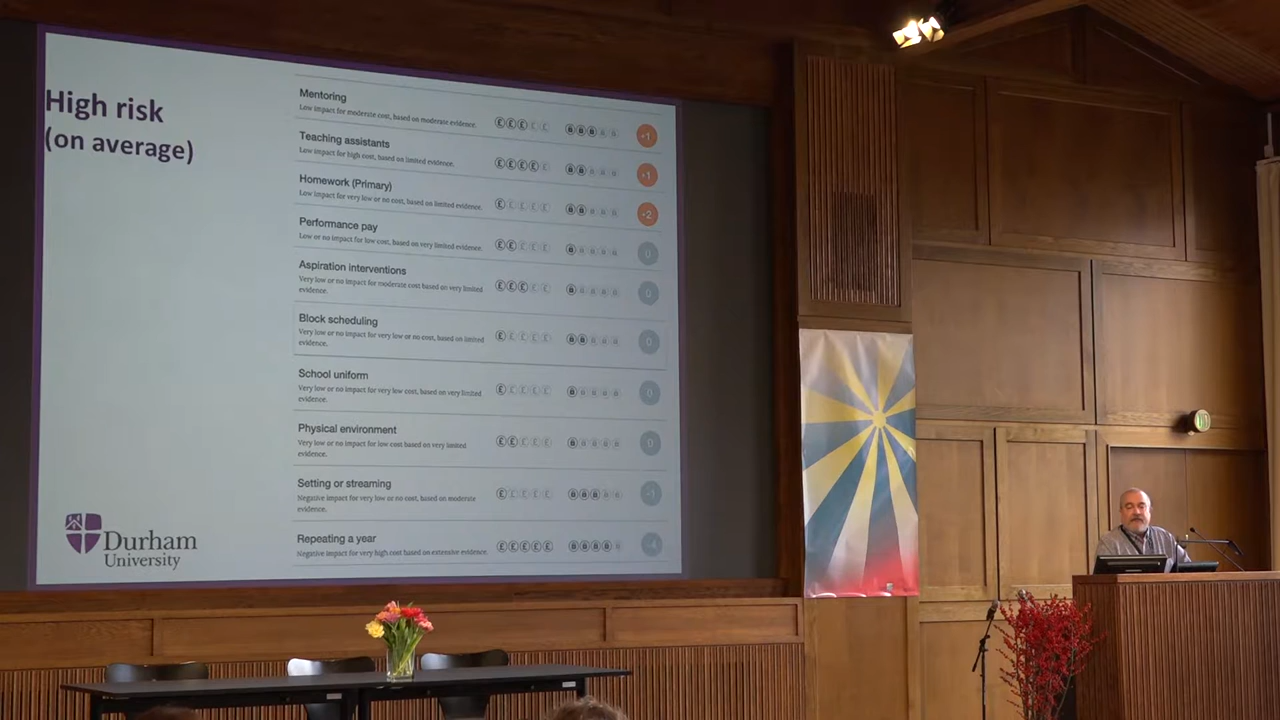 High risk
(on average)
Mentoring
Low impact for moderate cost, based on moderate evidence.
+1
Teaching assistants
Low impact for high cost, based on limited evidence.
+1
Homework (Primary)
Low impact for very low or no cost, based on limited evidence.
+2
Performance pay
Low or no impact for low cost, based on very limited evidence.
0
Aspiration interventions
Very low or no impact for moderate cost based on very limited
evidence.
0
Block scheduling
Very low or no impact for very low or no cost, based on limited
evidence.
0
School uniform
Very low or no impact for very low cost, based on very limited
evidence.
0
Physical environment
Very low or no impact for low cost based on very limited
evidence.
0
Setting or streaming
Negative impact for very low or no cost, based on moderate
evidence.
-1
Repeating a year
Negative impact for very high cost based on extensive evidence.
-4
Durham
University